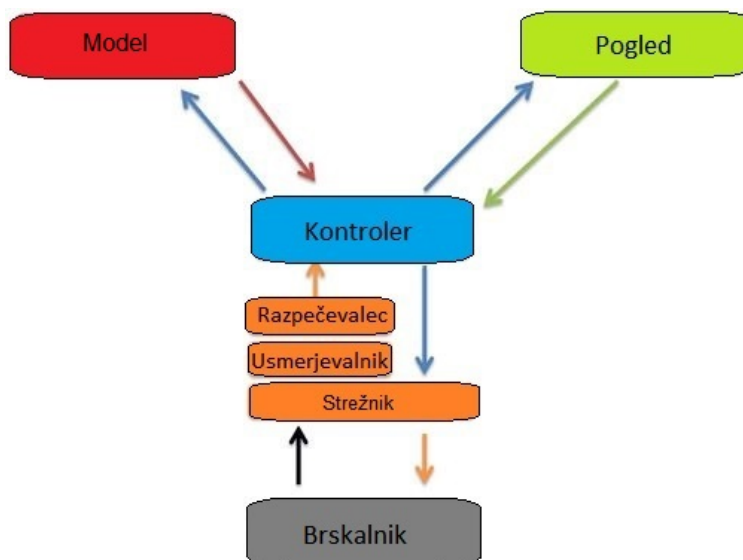 Model
Pogled
Kontroler
Razpečevalec
Usmerjevalnik
Strežnik
Brskalnik